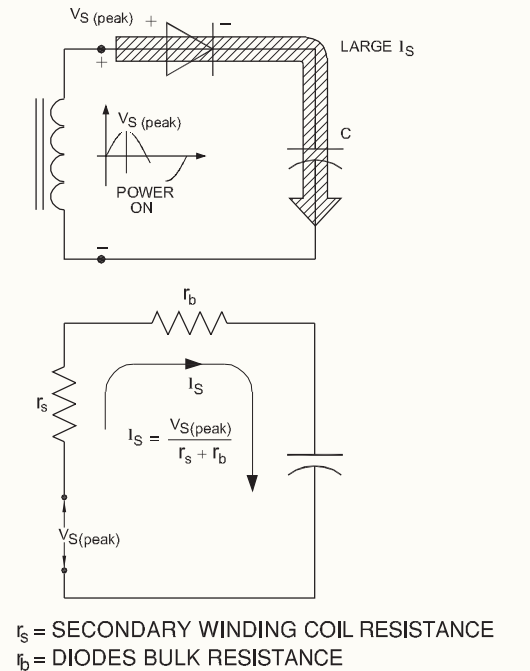 VS (peak) + −
LARGE IS
+
VS (peak)
C
POWER
ON
−
rb
rs
IS
IS = VS(peak) / rs + rb
VS(peak)
rs = SECONDARY WINDING COIL RESISTANCE
rb = DIODES BULK RESISTANCE